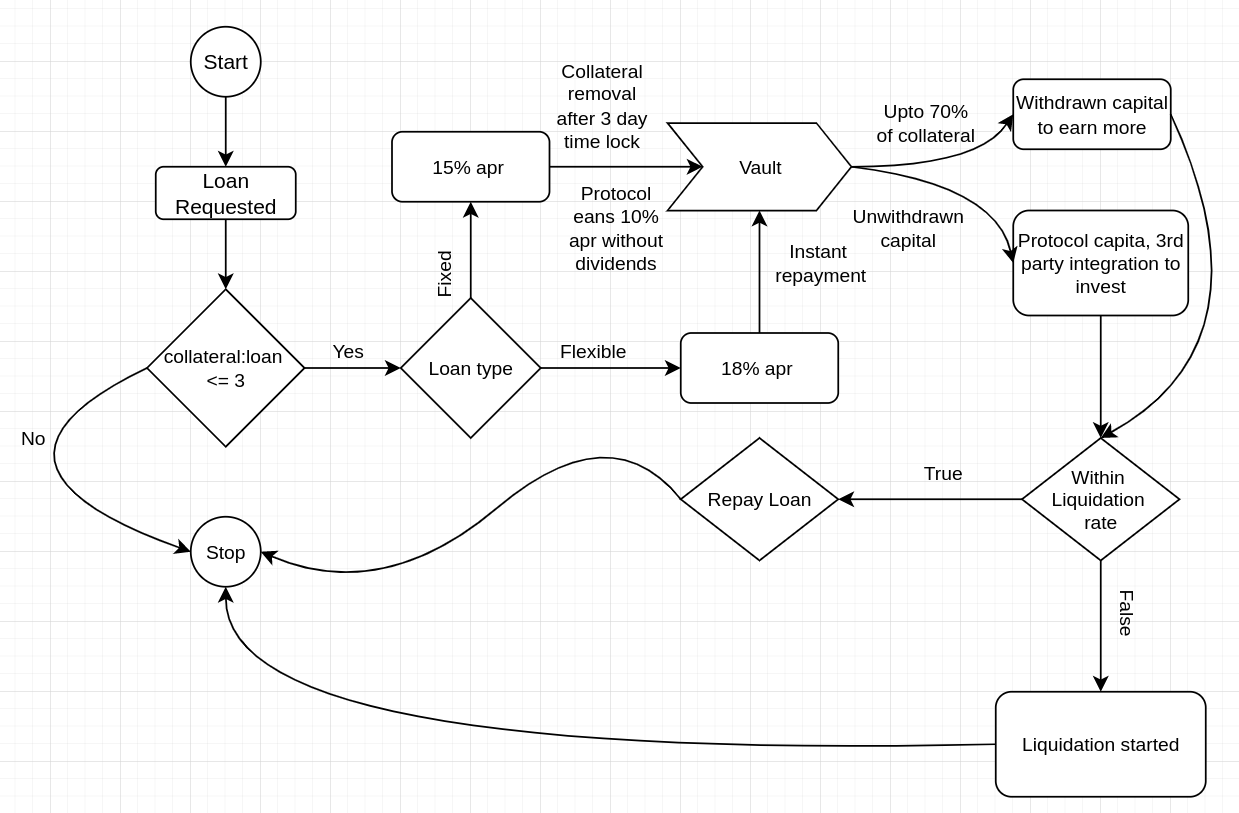 Start
Loan
Requested
collateral:loan
<= 3
Yes
No
Loan type
Fixed
15% apr
Collateral
removal
after 3 day
time lock
Protocol
eans 10%
apr without
dividends
Flexible
18% apr
Instant
repayment
Vault
Upto 70%
of collateral
Withdrawn capital
to earn more
Unwithdrawn
capital
Protocol capita, 3rd
party integration to
invest
Within
Liquidation
rate
True
Repay Loan
False
Liquidation started
Stop